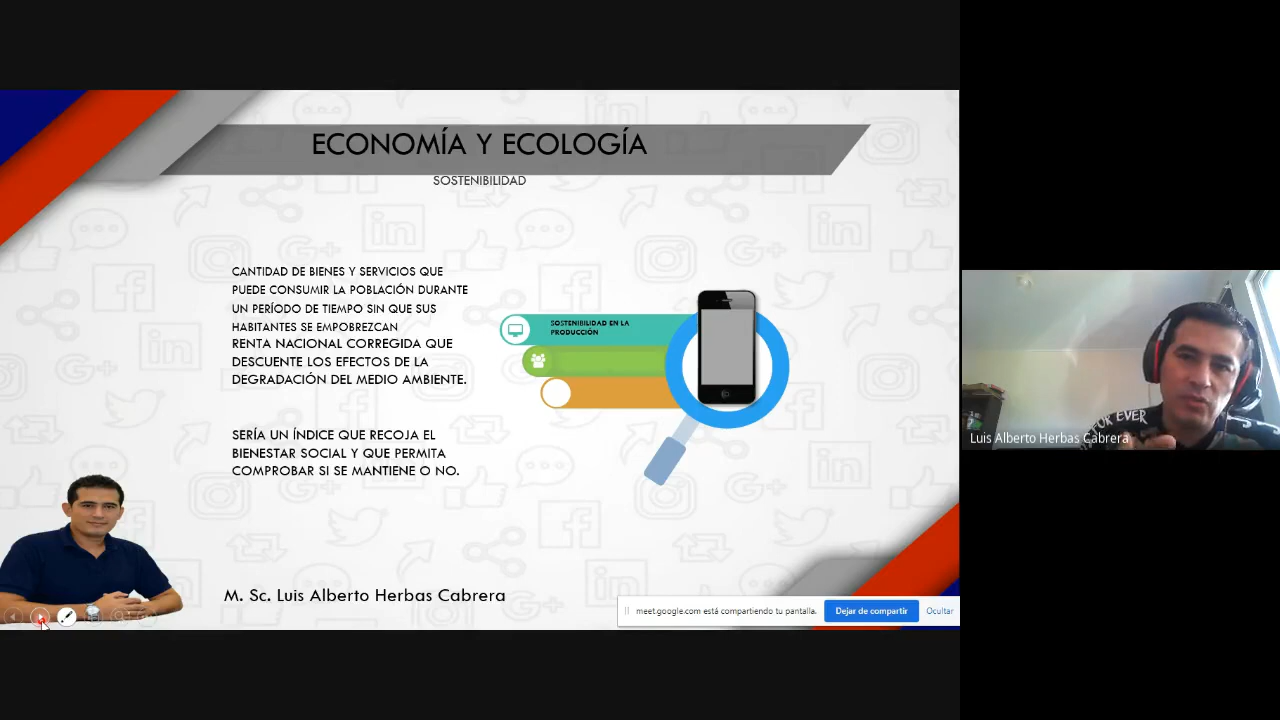 ECONOMÍA Y ECOLOGÍA
SOSTENIBILIDAD
CANTIDAD DE BIENES Y SERVICIOS QUE
PUEDE CONSUMIR LA POBLACIÓN DURANTE
UN PERÍODO DE TIEMPO SIN QUE SUS
HABITANTES SE EMPOBREZCAN
RENTA NACIONAL CORREGIDA QUE
DESCUENTE LOS EFECTOS DE LA
DEGRADACIÓN DEL MEDIO AMBIENTE.
SERÍA UN ÍNDICE QUE RECOJA EL
BIENESTAR SOCIAL Y QUE PERMITA
COMPROBAR SI SE MANTIENE O NO.
SOSTENIBILIDAD EN LA
PRODUCCIÓN
M. Sc. Luis Alberto Herbas Cabrera
meet.google.com está compartiendo tu pantalla.
Dejar de compartir
Ocultar
EVER
Luis Alberto Herbas Cabrera